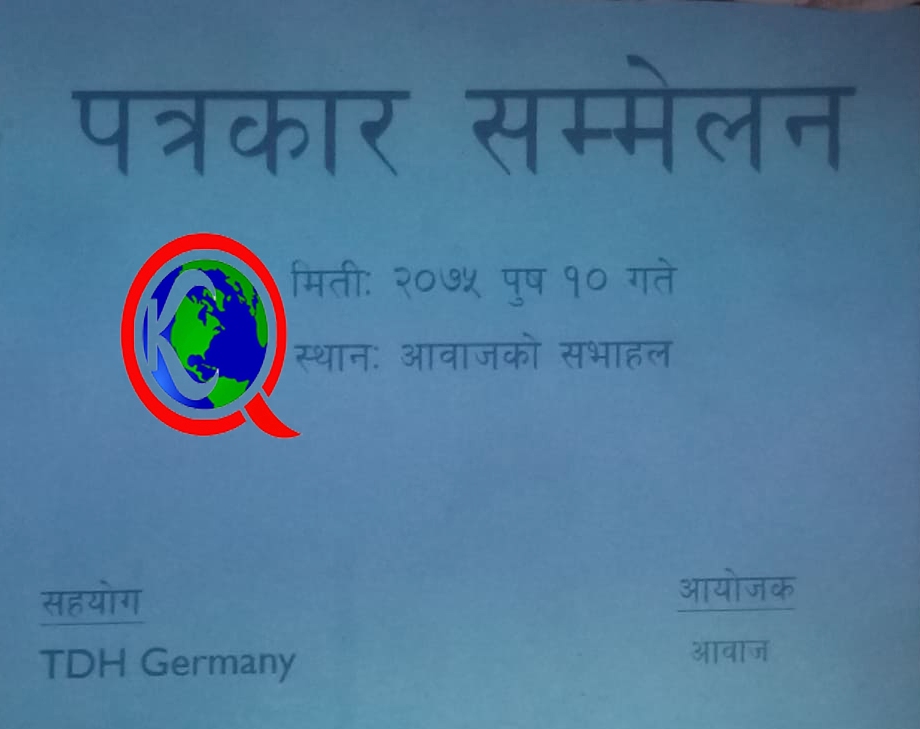 पत्रकार सम्मेलन
मिती: २०७५ पुष १० गते
स्थान: आवाजको सभाहल
सहयोग
TDH Germany
आयोजक
आवाज